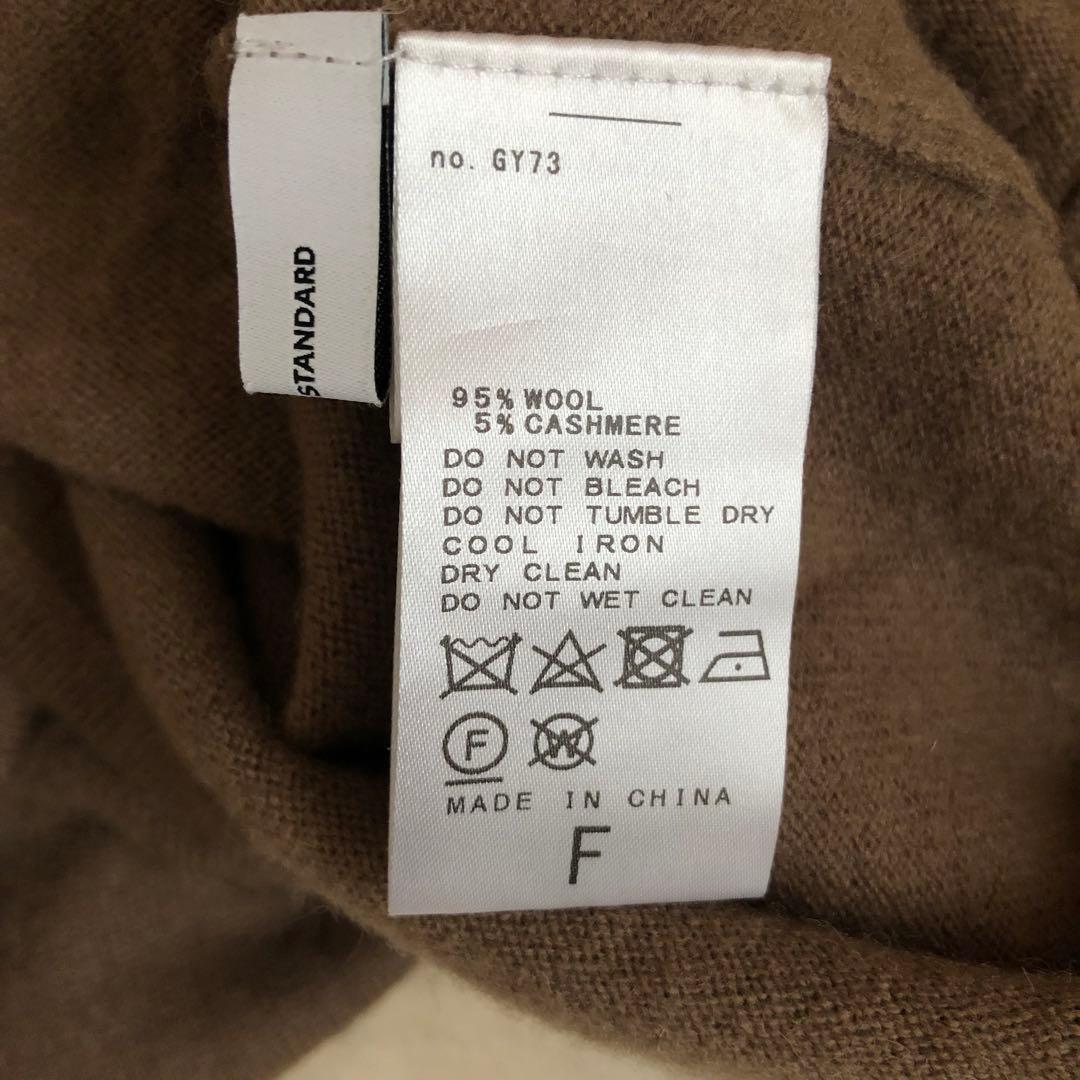 STANDARD
no. GY73
95% WOOL
5% CASHMERE
DO NOT WASH
DO NOT BLEACH
DO NOT TUMBLE DRY
COOL IRON
DRY CLEAN
DO NOT WET CLEAN
F W
MADE IN CHINA
F